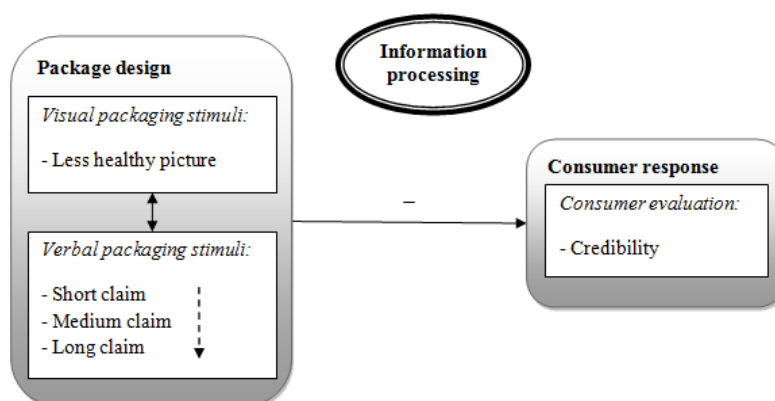 Information
processing
Package design
Visual packaging stimuli:
- Less healthy picture
Verbal packaging stimuli:
- Short claim
- Medium claim
- Long claim
–
Consumer response
Consumer evaluation:
- Credibility